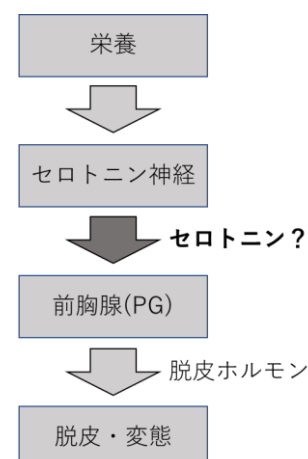 栄養
セロトニン神経
セロトニン？
前胸腺(PG)
脱皮ホルモン
脱皮・変態